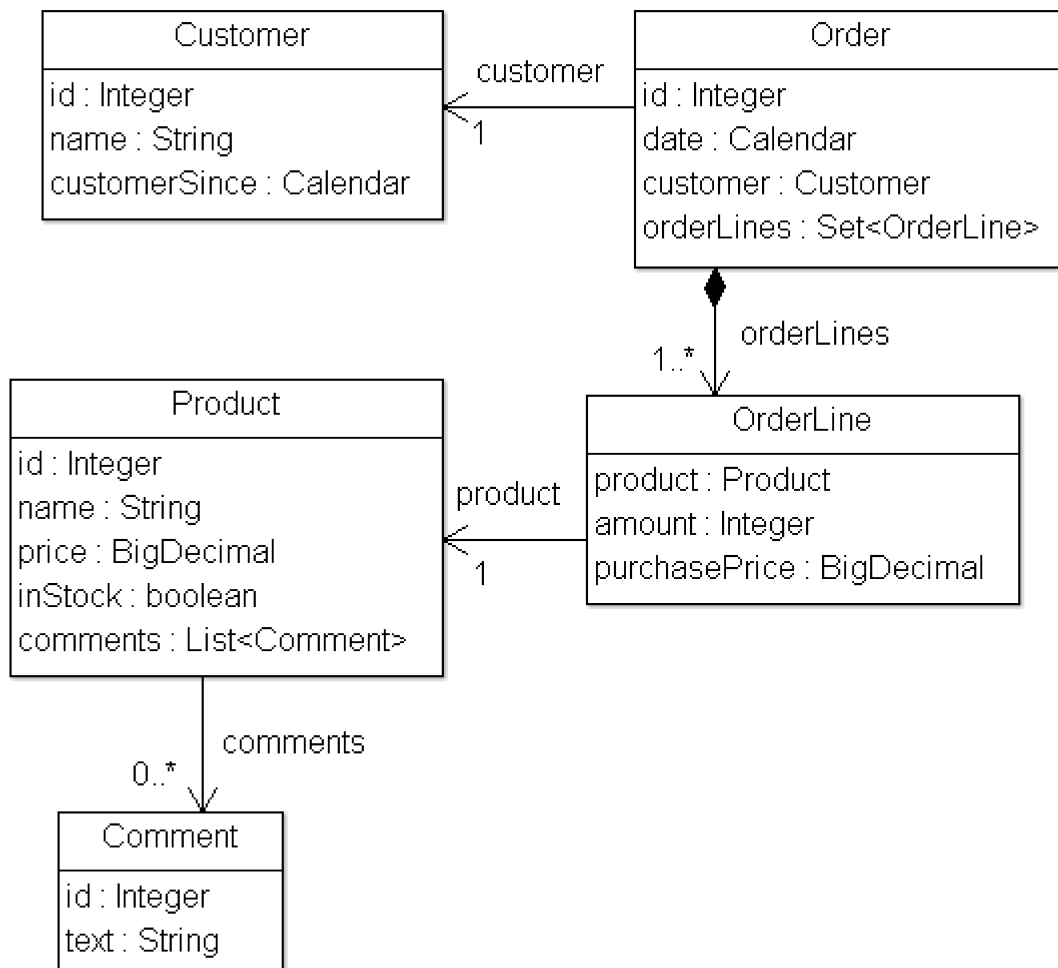 Customer
id : Integer
name : String
customerSince : Calendar
customer
1
Order
id : Integer
date : Calendar
customer : Customer
orderLines : Set<OrderLine>
orderLines
1..*
Product
id : Integer
name : String
price : BigDecimal
inStock : boolean
comments : List<Comment>
product
1
OrderLine
product : Product
amount : Integer
purchasePrice : BigDecimal
comments
0..*
Comment
id : Integer
text : String